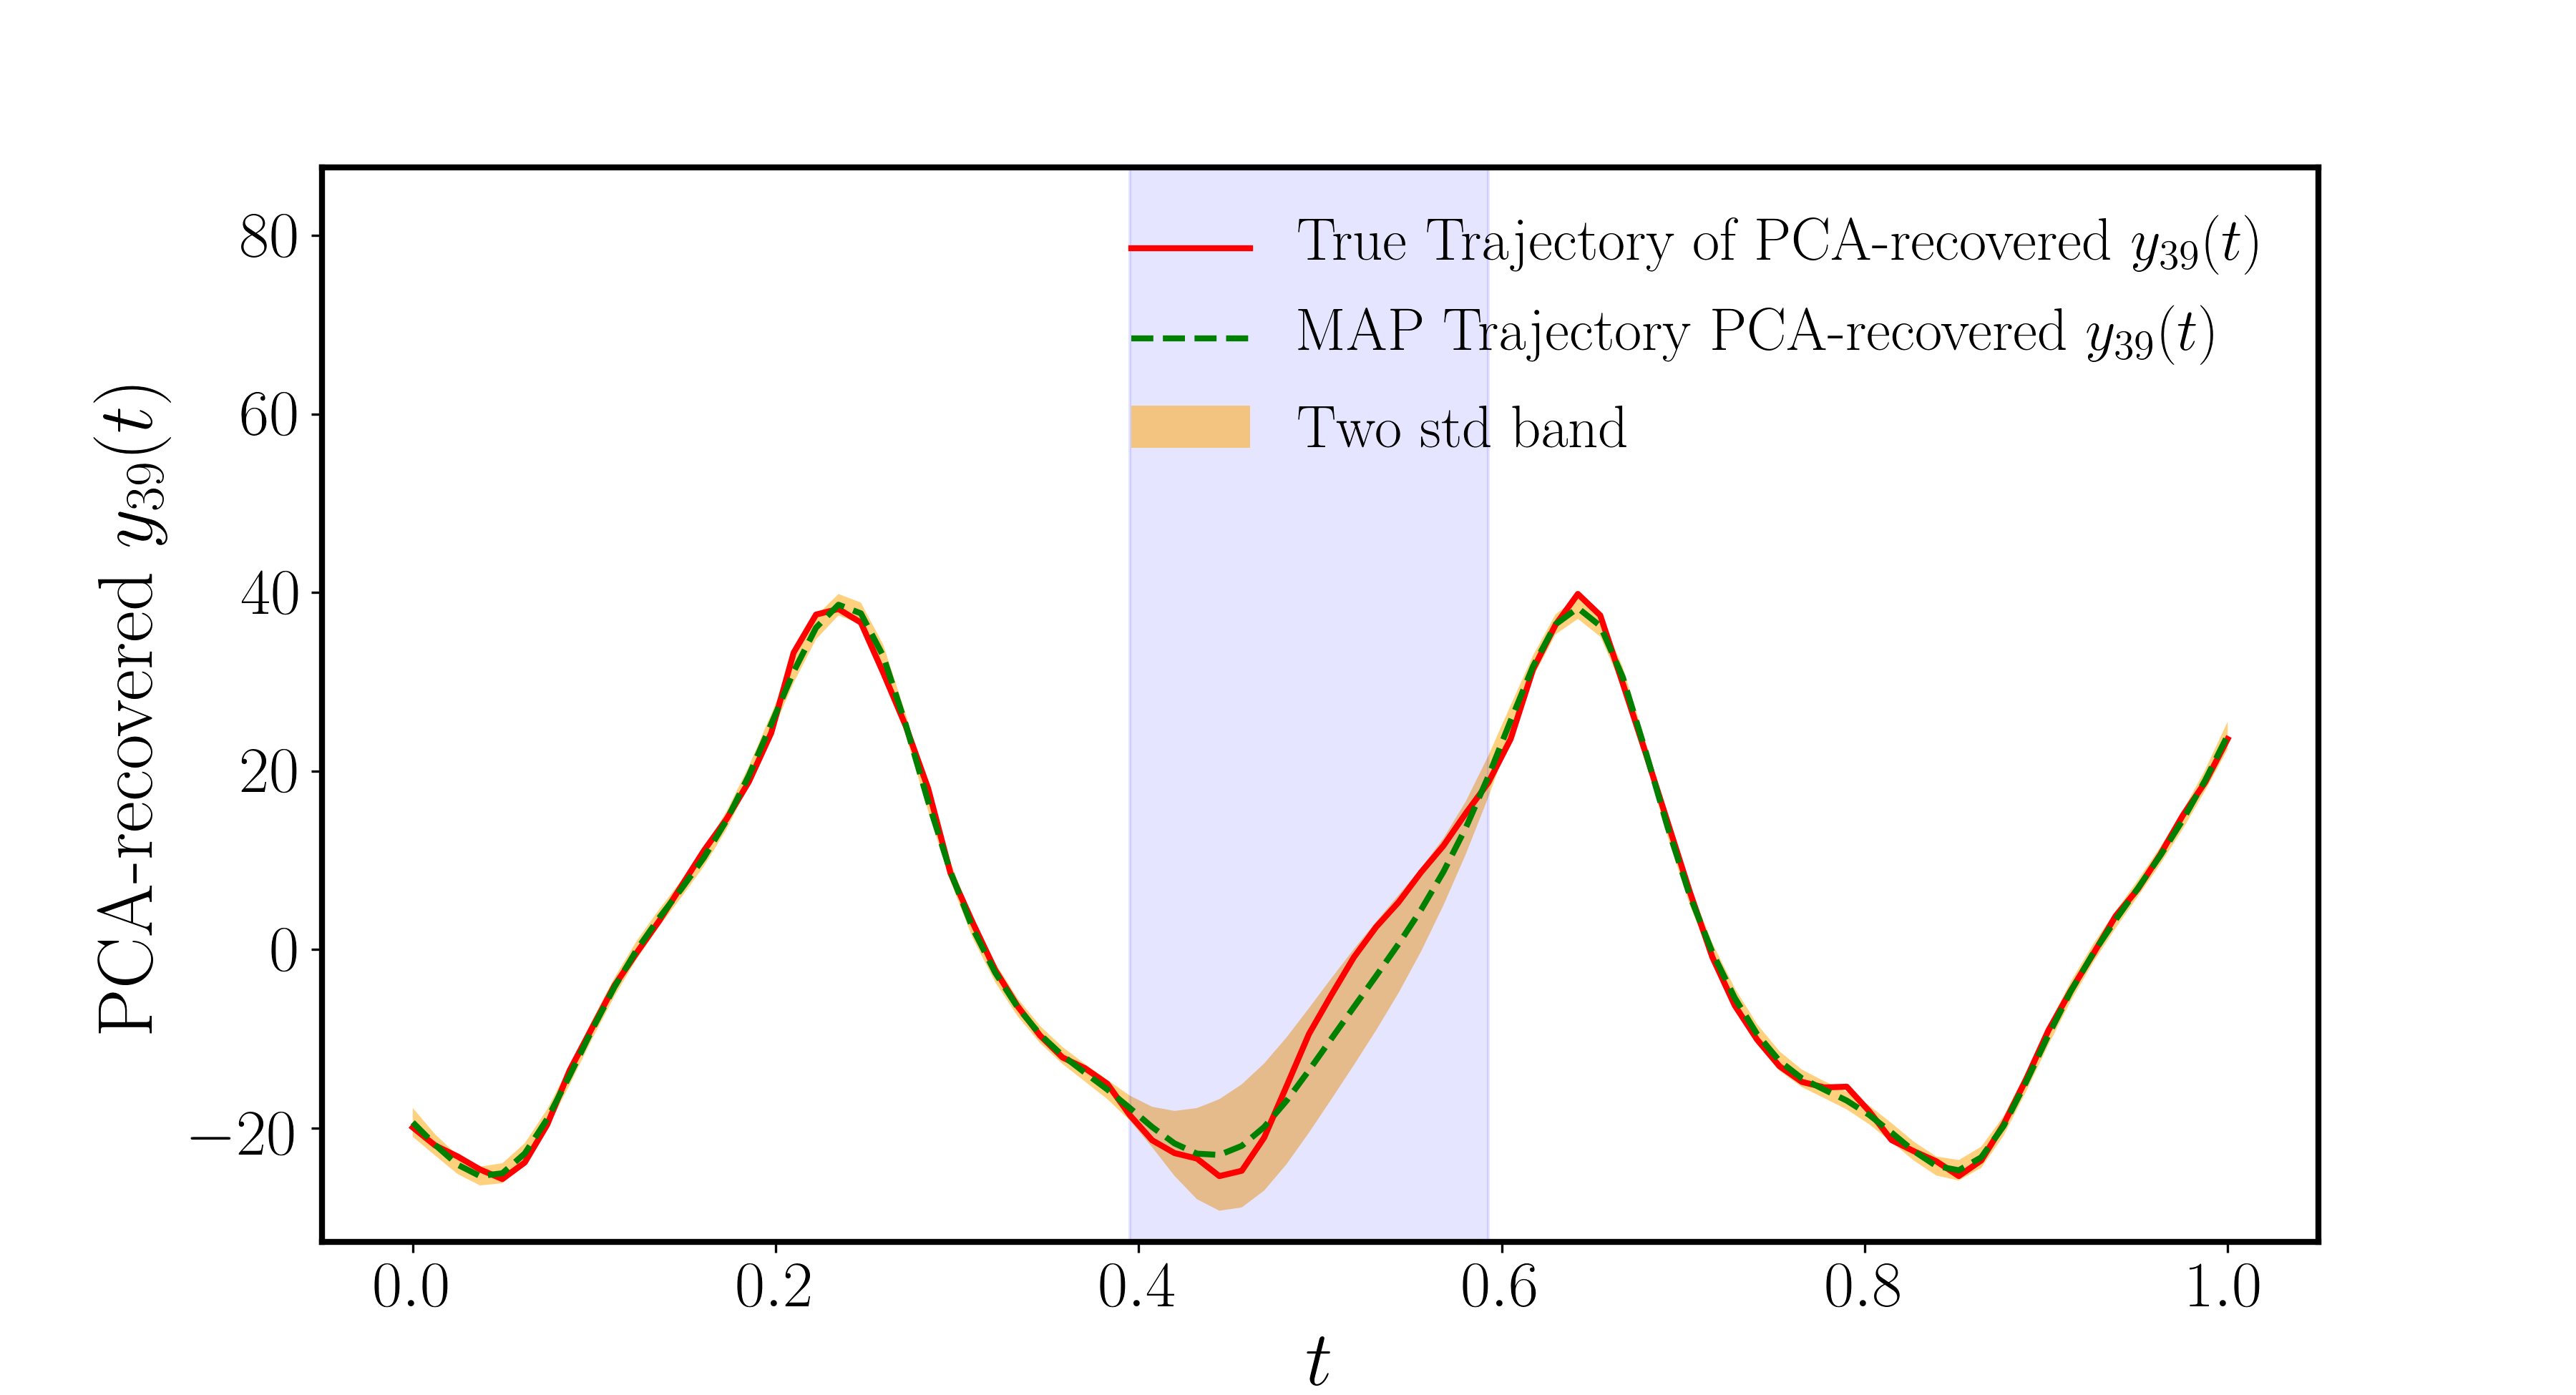 True Trajectory of PCA-recovered y₃₉(t)
MAP Trajectory PCA-recovered y₃₉(t)
Two std band
PCA-recovered y₃₉(t)
80
60
40
20
0
−20
0.0 0.2 0.4 0.6 0.8 1.0
t